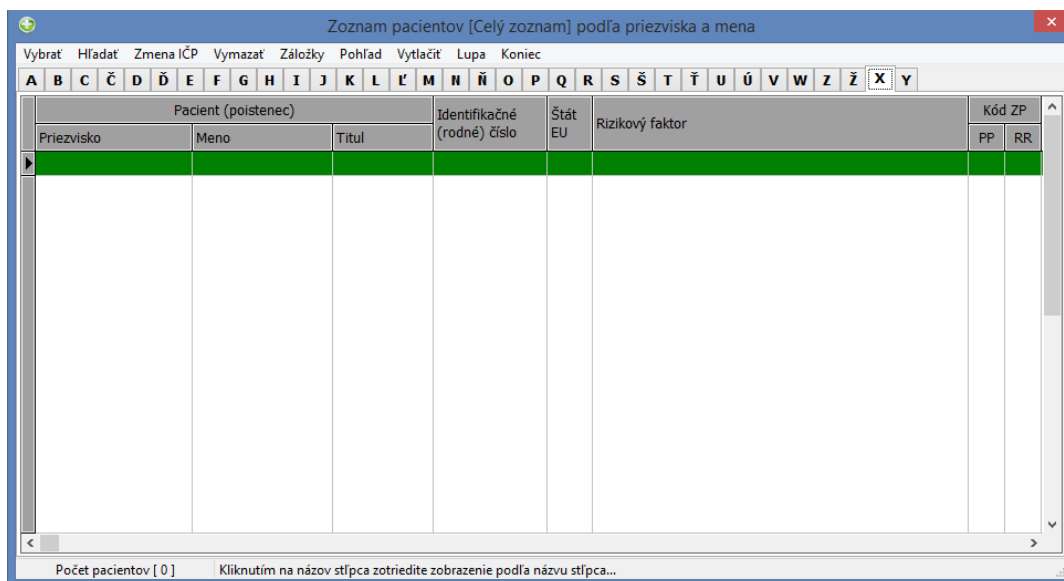 Zoznam pacientov [Celý zoznam] podľa priezviska a mena
Vybrať Hľadať Zmena IČP Vymazať Záložky Pohľad Vytlačiť Lupa Koniec
A B C Č D Ď E F G H I J K L Ľ M N Ň O P Q R S Š T Ť U Ú V W Z Ž X Y
Pacient (poistenec) Identifikačné (rodné) číslo Štát EU Rizikový faktor Kód ZP
Priezvisko Meno Titul PP RR
Počet pacientov [ 0 ] Kliknutím na názov stľpca zotriedite zobrazenie podľa názvu stľpca...